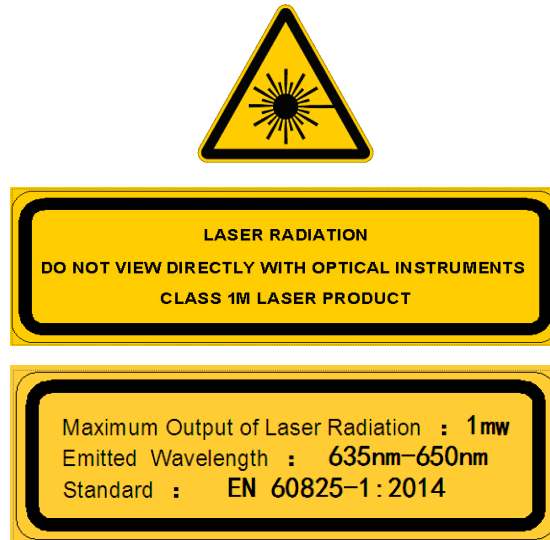 LASER RADIATION
DO NOT VIEW DIRECTLY WITH OPTICAL INSTRUMENTS
CLASS 1M LASER PRODUCT
Maximum Output of Laser Radiation : 1mw
Emitted Wavelength : 635nm-650nm
Standard : EN 60825-1:2014